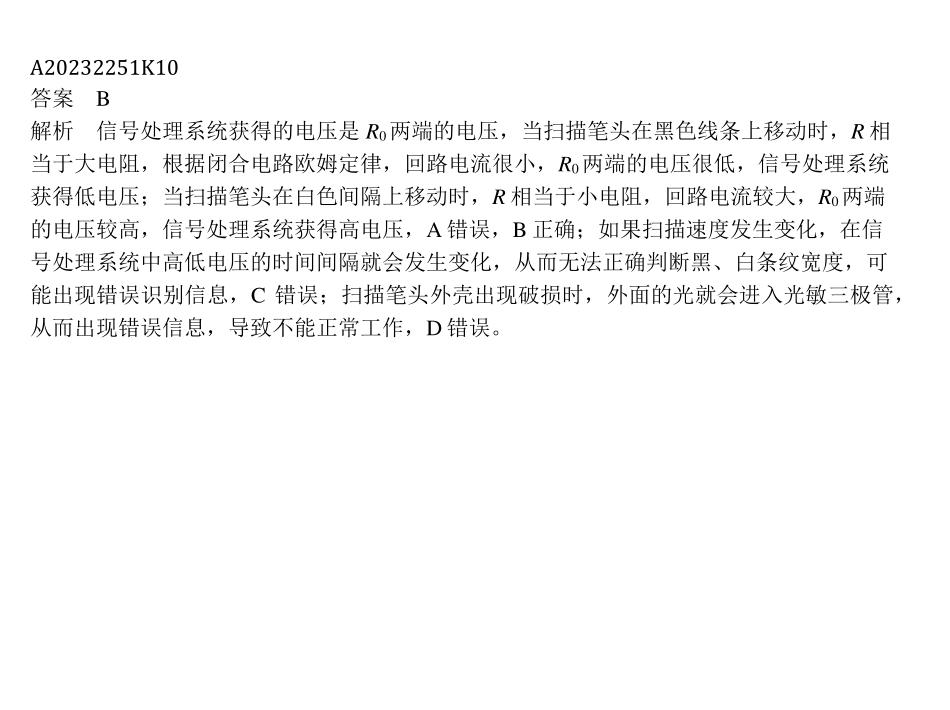 A20232251K10
答案　B
解析　信号处理系统获得的电压是 R0 两端的电压，当扫描笔头在黑色线条上移动时，R 相
当于大电阻，根据闭合电路欧姆定律，回路电流很小，R0 两端的电压很低，信号处理系统
获得低电压；当扫描笔头在白色间隔上移动时，R 相当于小电阻，回路电流较大，R0 两端
的电压较高，信号处理系统获得高电压，A 错误，B 正确；如果扫描速度发生变化，在信
号处理系统中高低电压的时间间隔就会发生变化，从而无法正确判断黑、白条纹宽度，可
能出现错误识别信息，C 错误；扫描笔头外壳出现破损时，外面的光就会进入光敏三极管，
从而出现错误信息，导致不能正常工作，D 错误。